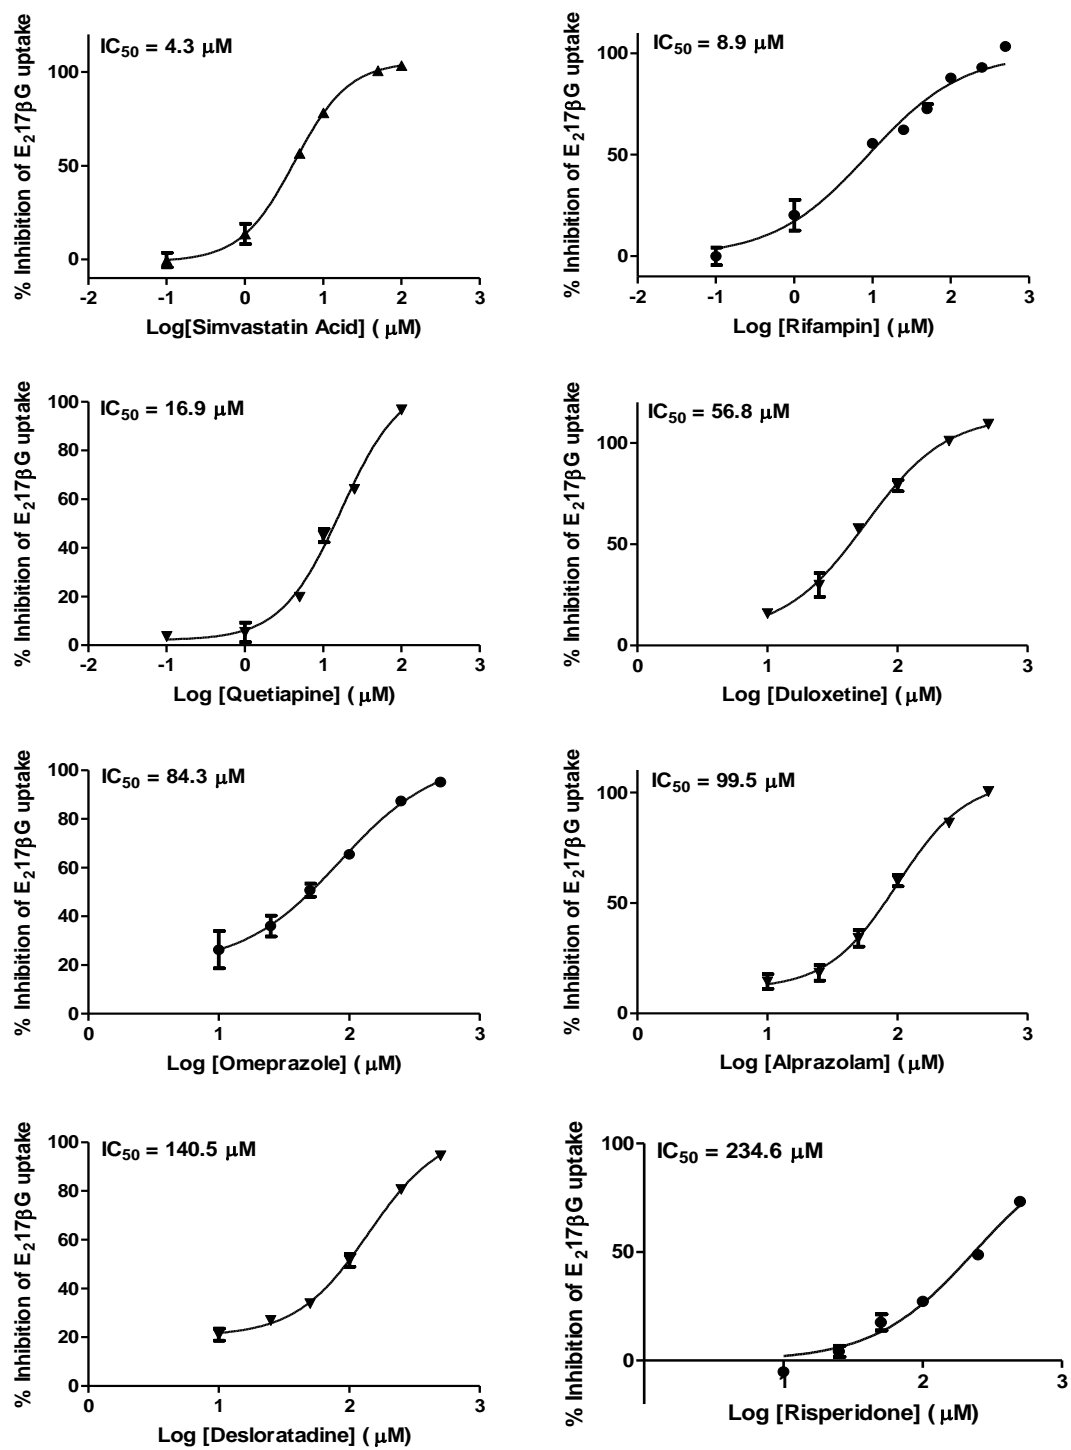 % Inhibition of E₂17βG uptake
IC₅₀ = 4.3 μM
100
50
0
-2 -1 0 1 2 3
Log[Simvastatin Acid] ( μM)
% Inhibition of E₂17βG uptake
IC₅₀ = 8.9 μM
100
50
0
-2 -1 0 1 2 3
Log [Rifampin] ( μM)
% Inhibition of E₂17βG uptake
IC₅₀ = 16.9 μM
100
80
60
40
20
0
-2 -1 0 1 2 3
Log [Quetiapine] ( μM)
% Inhibition of E₂17βG uptake
IC₅₀ = 56.8 μM
100
50
0
0 1 2 3
Log [Duloxetine] ( μM)
% Inhibition of E₂17βG uptake
IC₅₀ = 84.3 μM
100
80
60
40
20
0
0 1 2 3
Log [Omeprazole] ( μM)
% Inhibition of E₂17βG uptake
IC₅₀ = 99.5 μM
100
50
0
0 1 2 3
Log [Alprazolam] ( μM)
% Inhibition of E₂17βG uptake
IC₅₀ = 140.5 μM
100
80
60
40
20
0
0 1 2 3
Log [Desloratadine] ( μM)
% Inhibition of E₂17βG uptake
IC₅₀ = 234.6 μM
100
50
0
1 2 3
Log [Risperidone] ( μM)